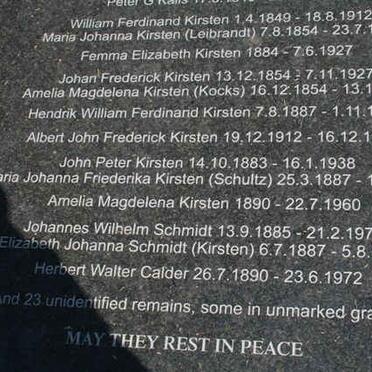 Peter G
William Ferdinand Kirsten 1.4.1849 - 18.8.1912
Maria Johanna Kirsten (Leibrandt) 7.8.1854 - 23.7.1
Femma Elizabeth Kirsten 1884 - 7.6.1927
Johan Frederick Kirsten 13.12.1854 - 7.11.1927
Amelia Magdelena Kirsten (Kocks) 16.12.1854 - 13.1
Hendrik William Ferdinand Kirsten 7.8.1887 - 1.11.1
Albert John Frederick Kirsten 19.12.1912 - 16.12.1
John Peter Kirsten 14.10.1883 - 16.1.1938
aria Johanna Friederika Kirsten (Schultz) 25.3.1887 - 1
Amelia Magdelena Kirsten 1890 - 22.7.1960
Johannes Wilhelm Schmidt 13.9.1885 - 21.2.197
Elizabeth Johanna Schmidt (Kirsten) 6.7.1887 - 5.8.
Herbert Walter Calder 26.7.1890 - 23.6.1972
And 23 unidentified remains, some in unmarked gra
MAY THEY REST IN PEACE